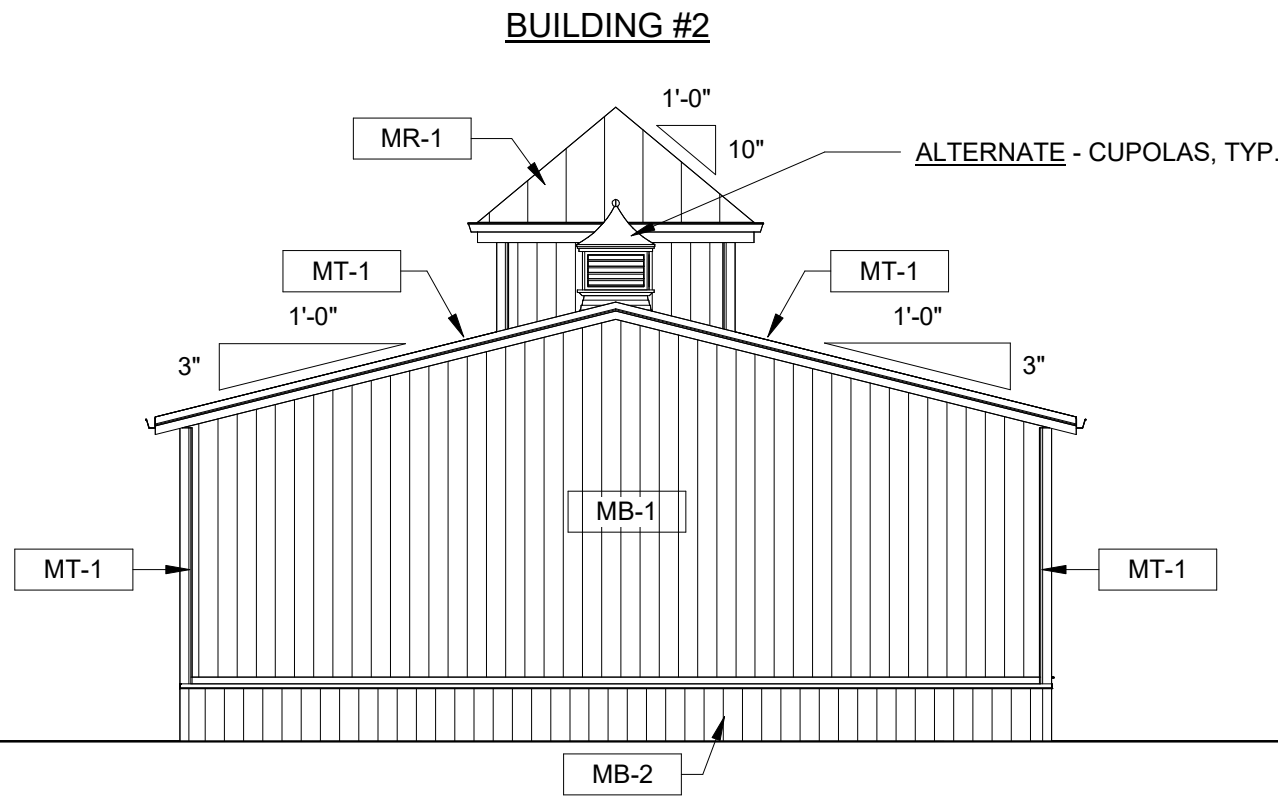 BUILDING #2
1'-0"
MR-1
10"
ALTERNATE - CUPOLAS, TYP.
MT-1
MT-1
1'-0"
1'-0"
3"
3"
MB-1
MT-1
MT-1
MB-2